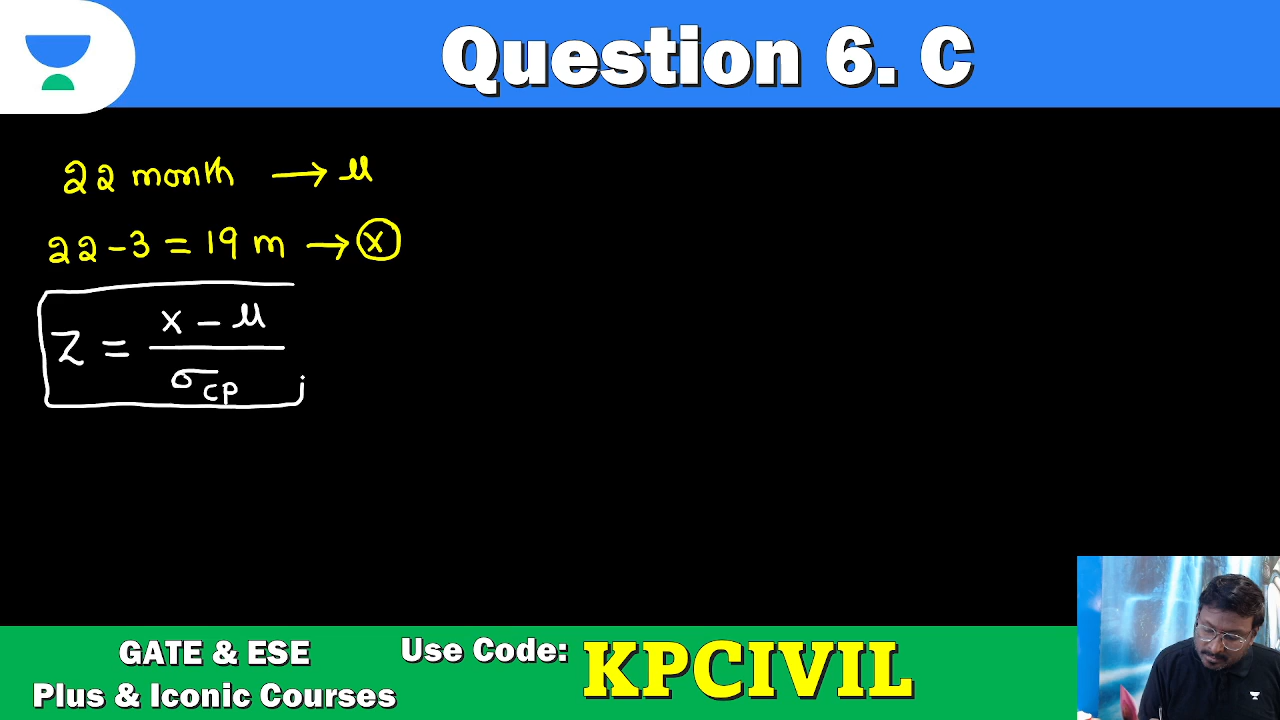 Question 6. C
22 month → μ
22 - 3 = 19 m → x
Z = x - μ / σcp
GATE & ESE
Plus & Iconic Courses
Use Code: KPCIVIL